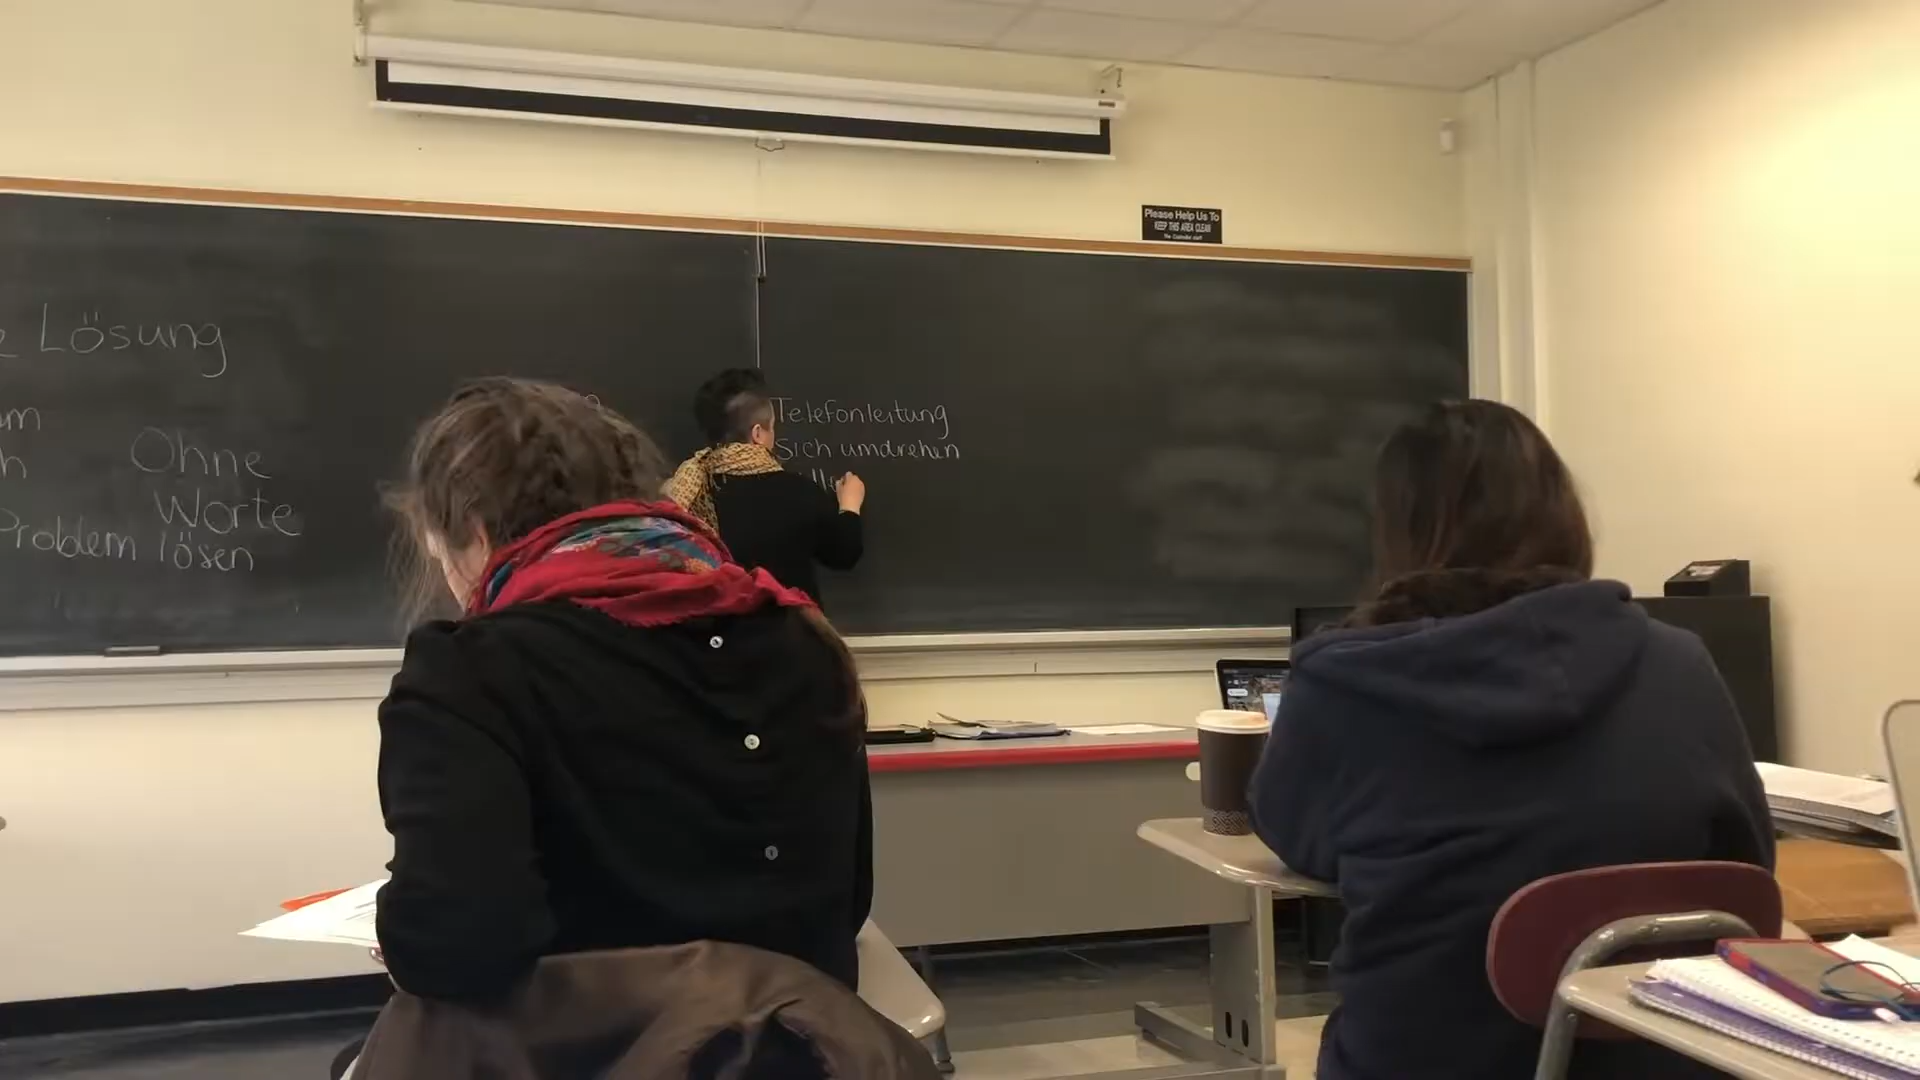 Please Help Us To
KEEP THIS AREA CLEAN
Lösung
Ohne
Worte
Problem lösen
Telefonleitung
Sich umdrehen